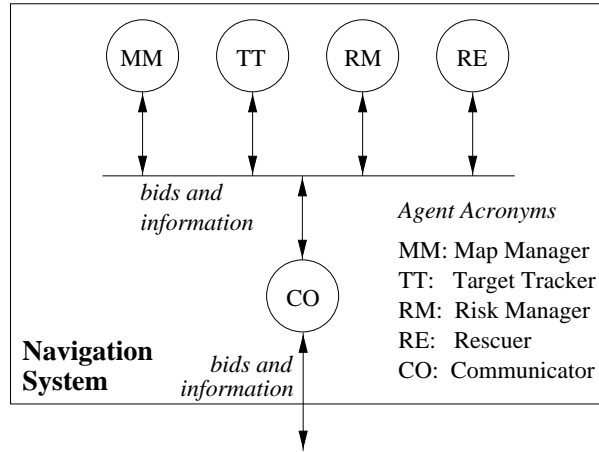 MM TT RM RE
bids and
information
Agent Acronyms
MM: Map Manager
TT: Target Tracker
RM: Risk Manager
RE: Rescuer
CO: Communicator
CO
Navigation
System
bids and
information